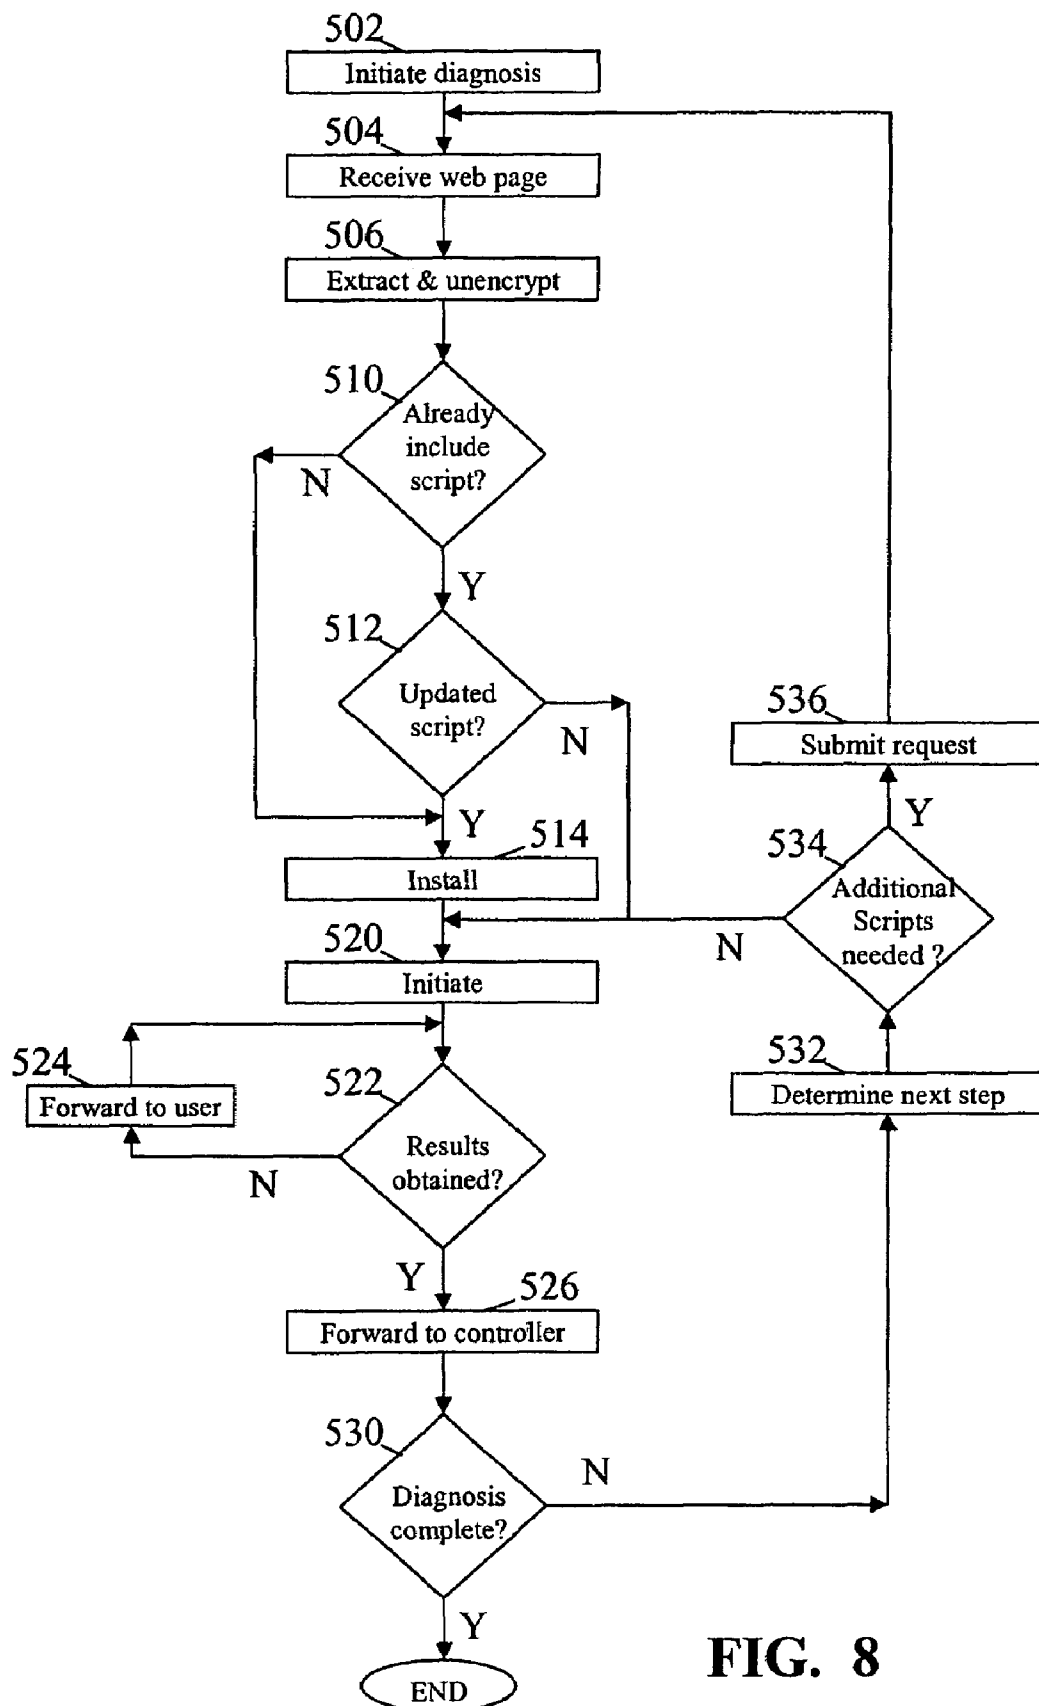 502
Initiate diagnosis
504
Receive web page
506
Extract & unencrypt
510
Already
include
script?
N
Y
512
Updated
script?
N
Y
514
Install
520
Initiate
522
Results
obtained?
N
524
Forward to user
Y
526
Forward to controller
530
Diagnosis
complete?
N
Y
END
532
Determine next step
534
Additional
Scripts
needed ?
N
Y
536
Submit request
FIG. 8